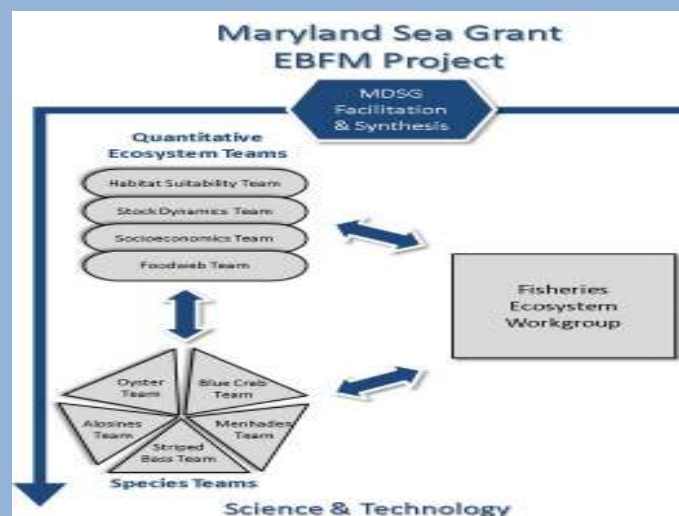 Maryland Sea Grant
EBFM Project
MDSG
Facilitation
& Synthesis
Quantitative
Ecosystem Teams
Habitat Suitability Team
Stock Dynamics Team
Socioeconomics Team
Foodweb Team
Fisheries
Ecosystem
Workgroup
Oyster
Team
Blue Crab
Team
Alosines
Team
Menhaden
Team
Striped
Bass Team
Species Teams
Science & Technology